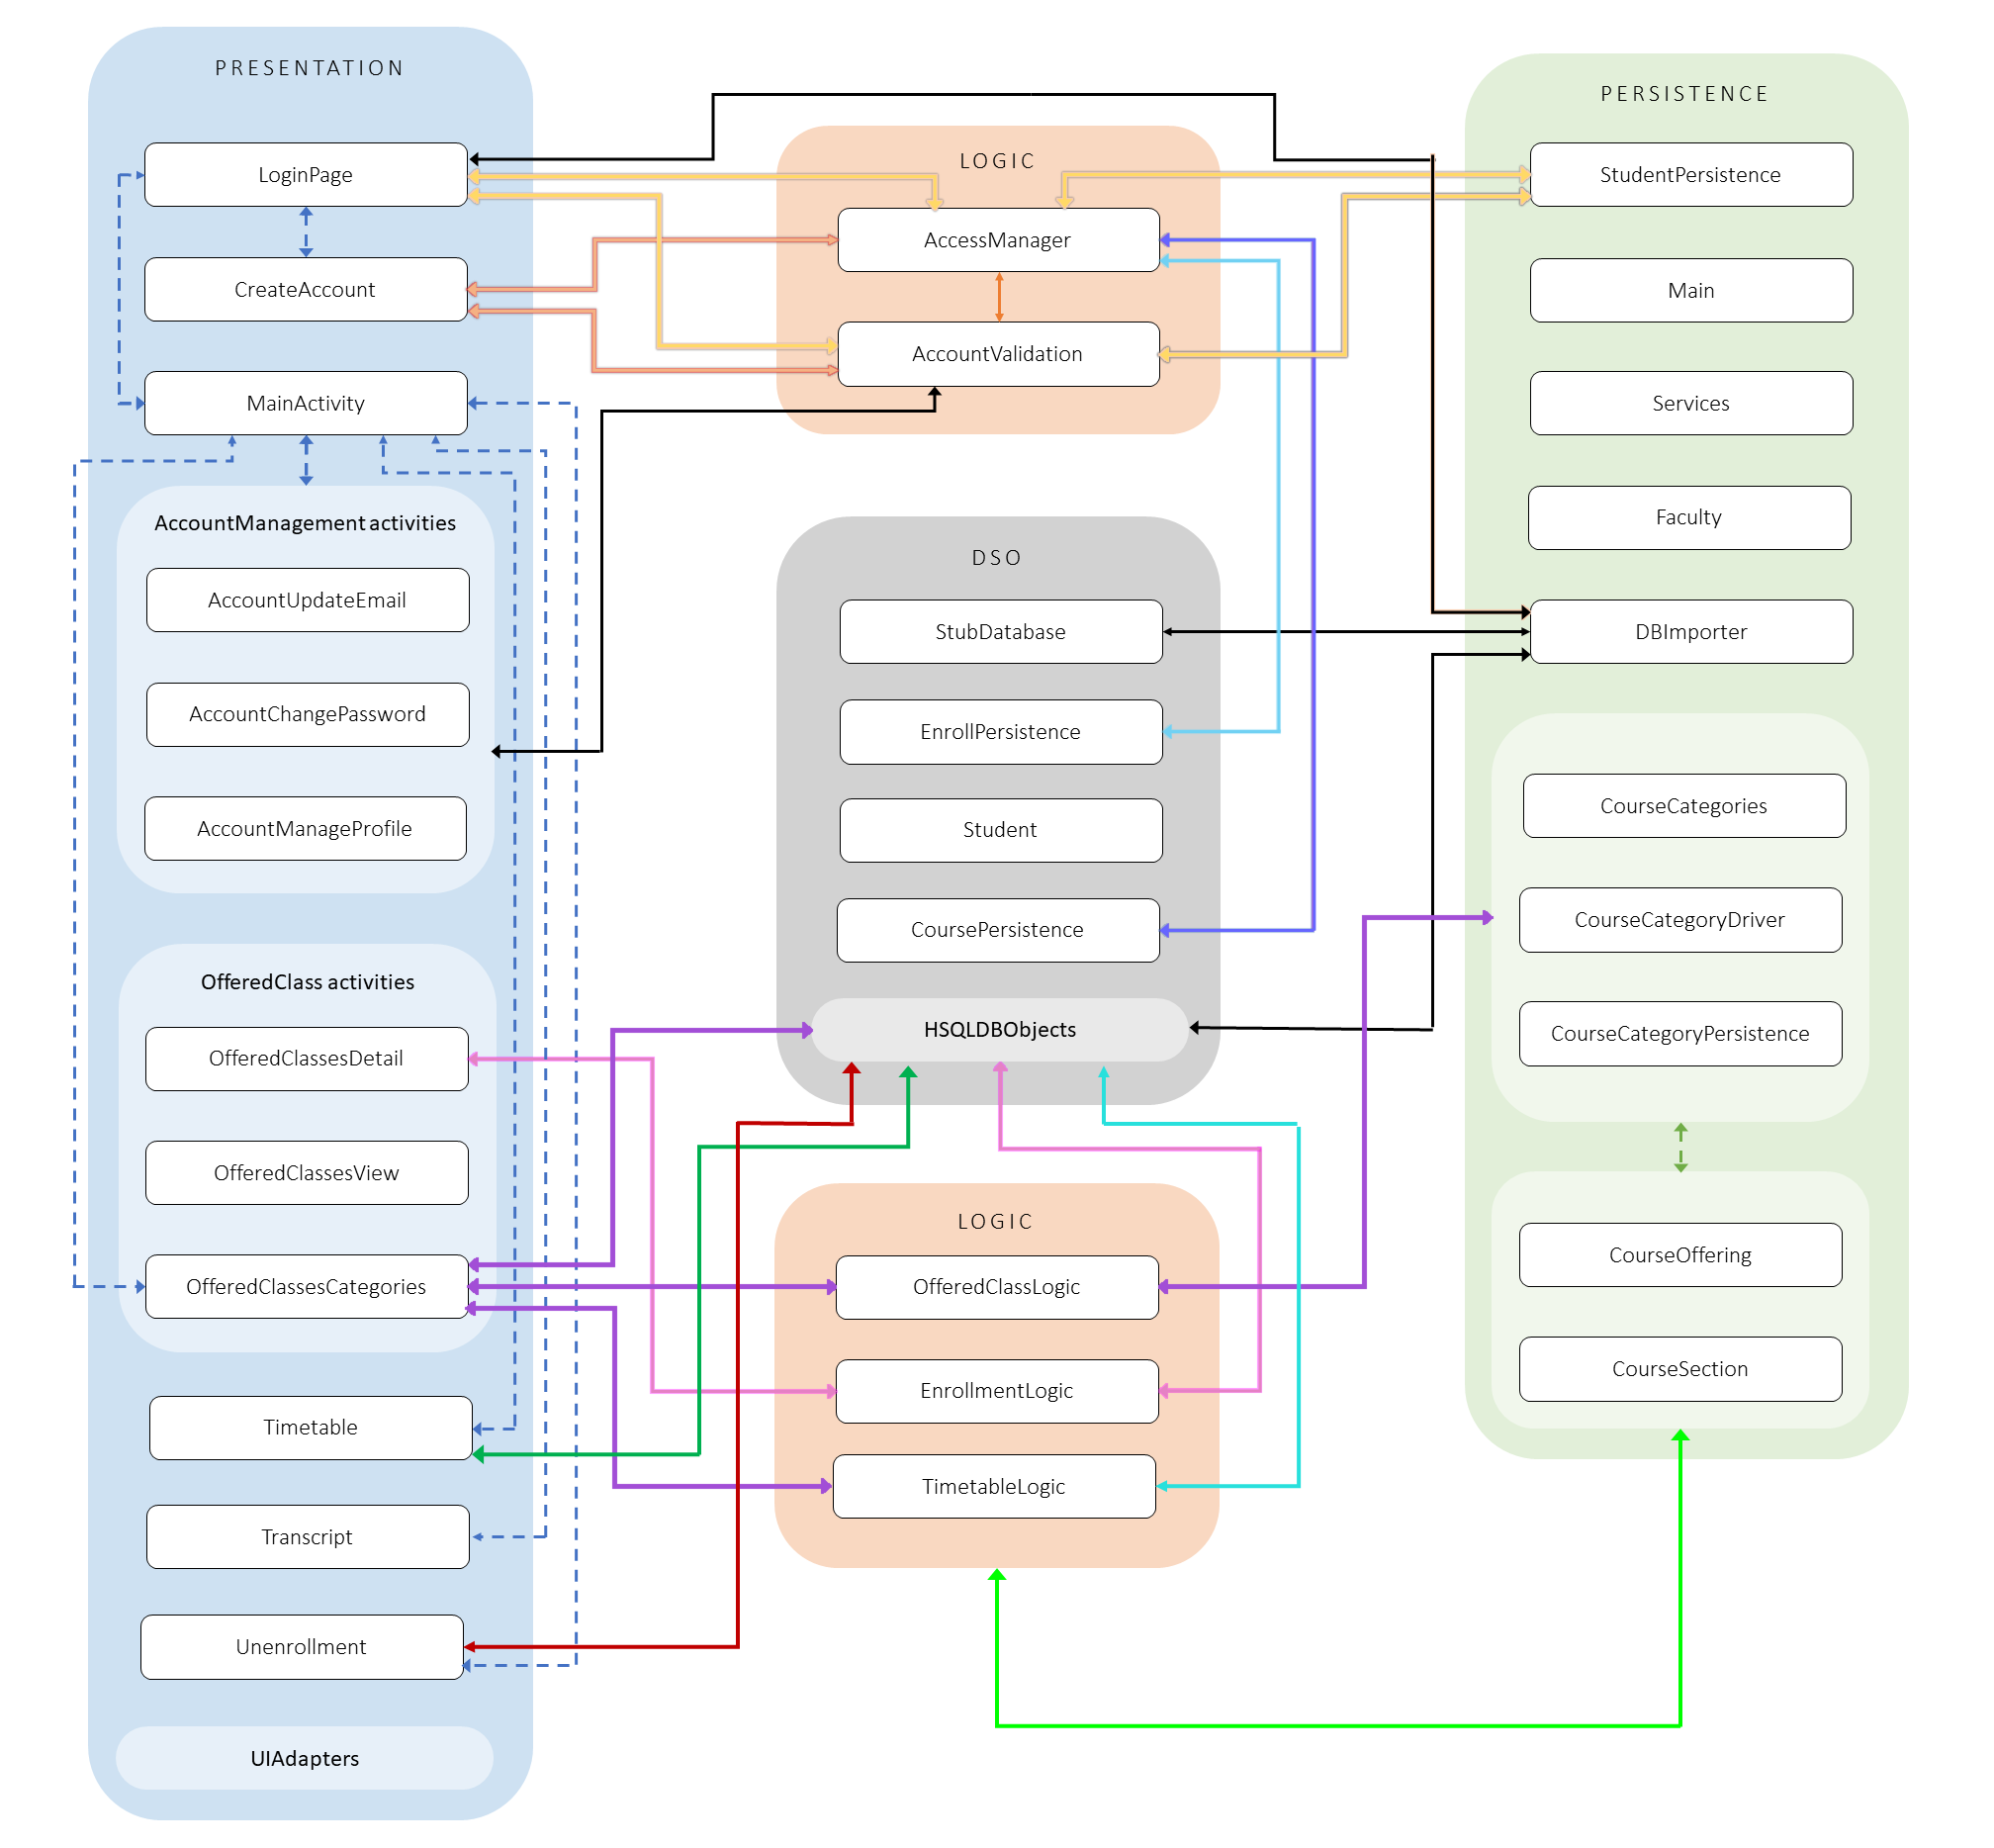 PRESENTATION
LoginPage
CreateAccount
MainActivity
AccountManagement activities
AccountUpdateEmail
AccountChangePassword
AccountManageProfile
OfferedClass activities
OfferedClassesDetail
OfferedClassesView
OfferedClassesCategories
Timetable
Transcript
Unenrollment
UIAdapters
LOGIC
AccessManager
AccountValidation
DSO
StubDatabase
EnrollPersistence
Student
CoursePersistence
HSQLDBObjects
LOGIC
OfferedClassLogic
EnrollmentLogic
TimetableLogic
PERSISTENCE
StudentPersistence
Main
Services
Faculty
DBImporter
CourseCategories
CourseCategoryDriver
CourseCategoryPersistence
CourseOffering
CourseSection